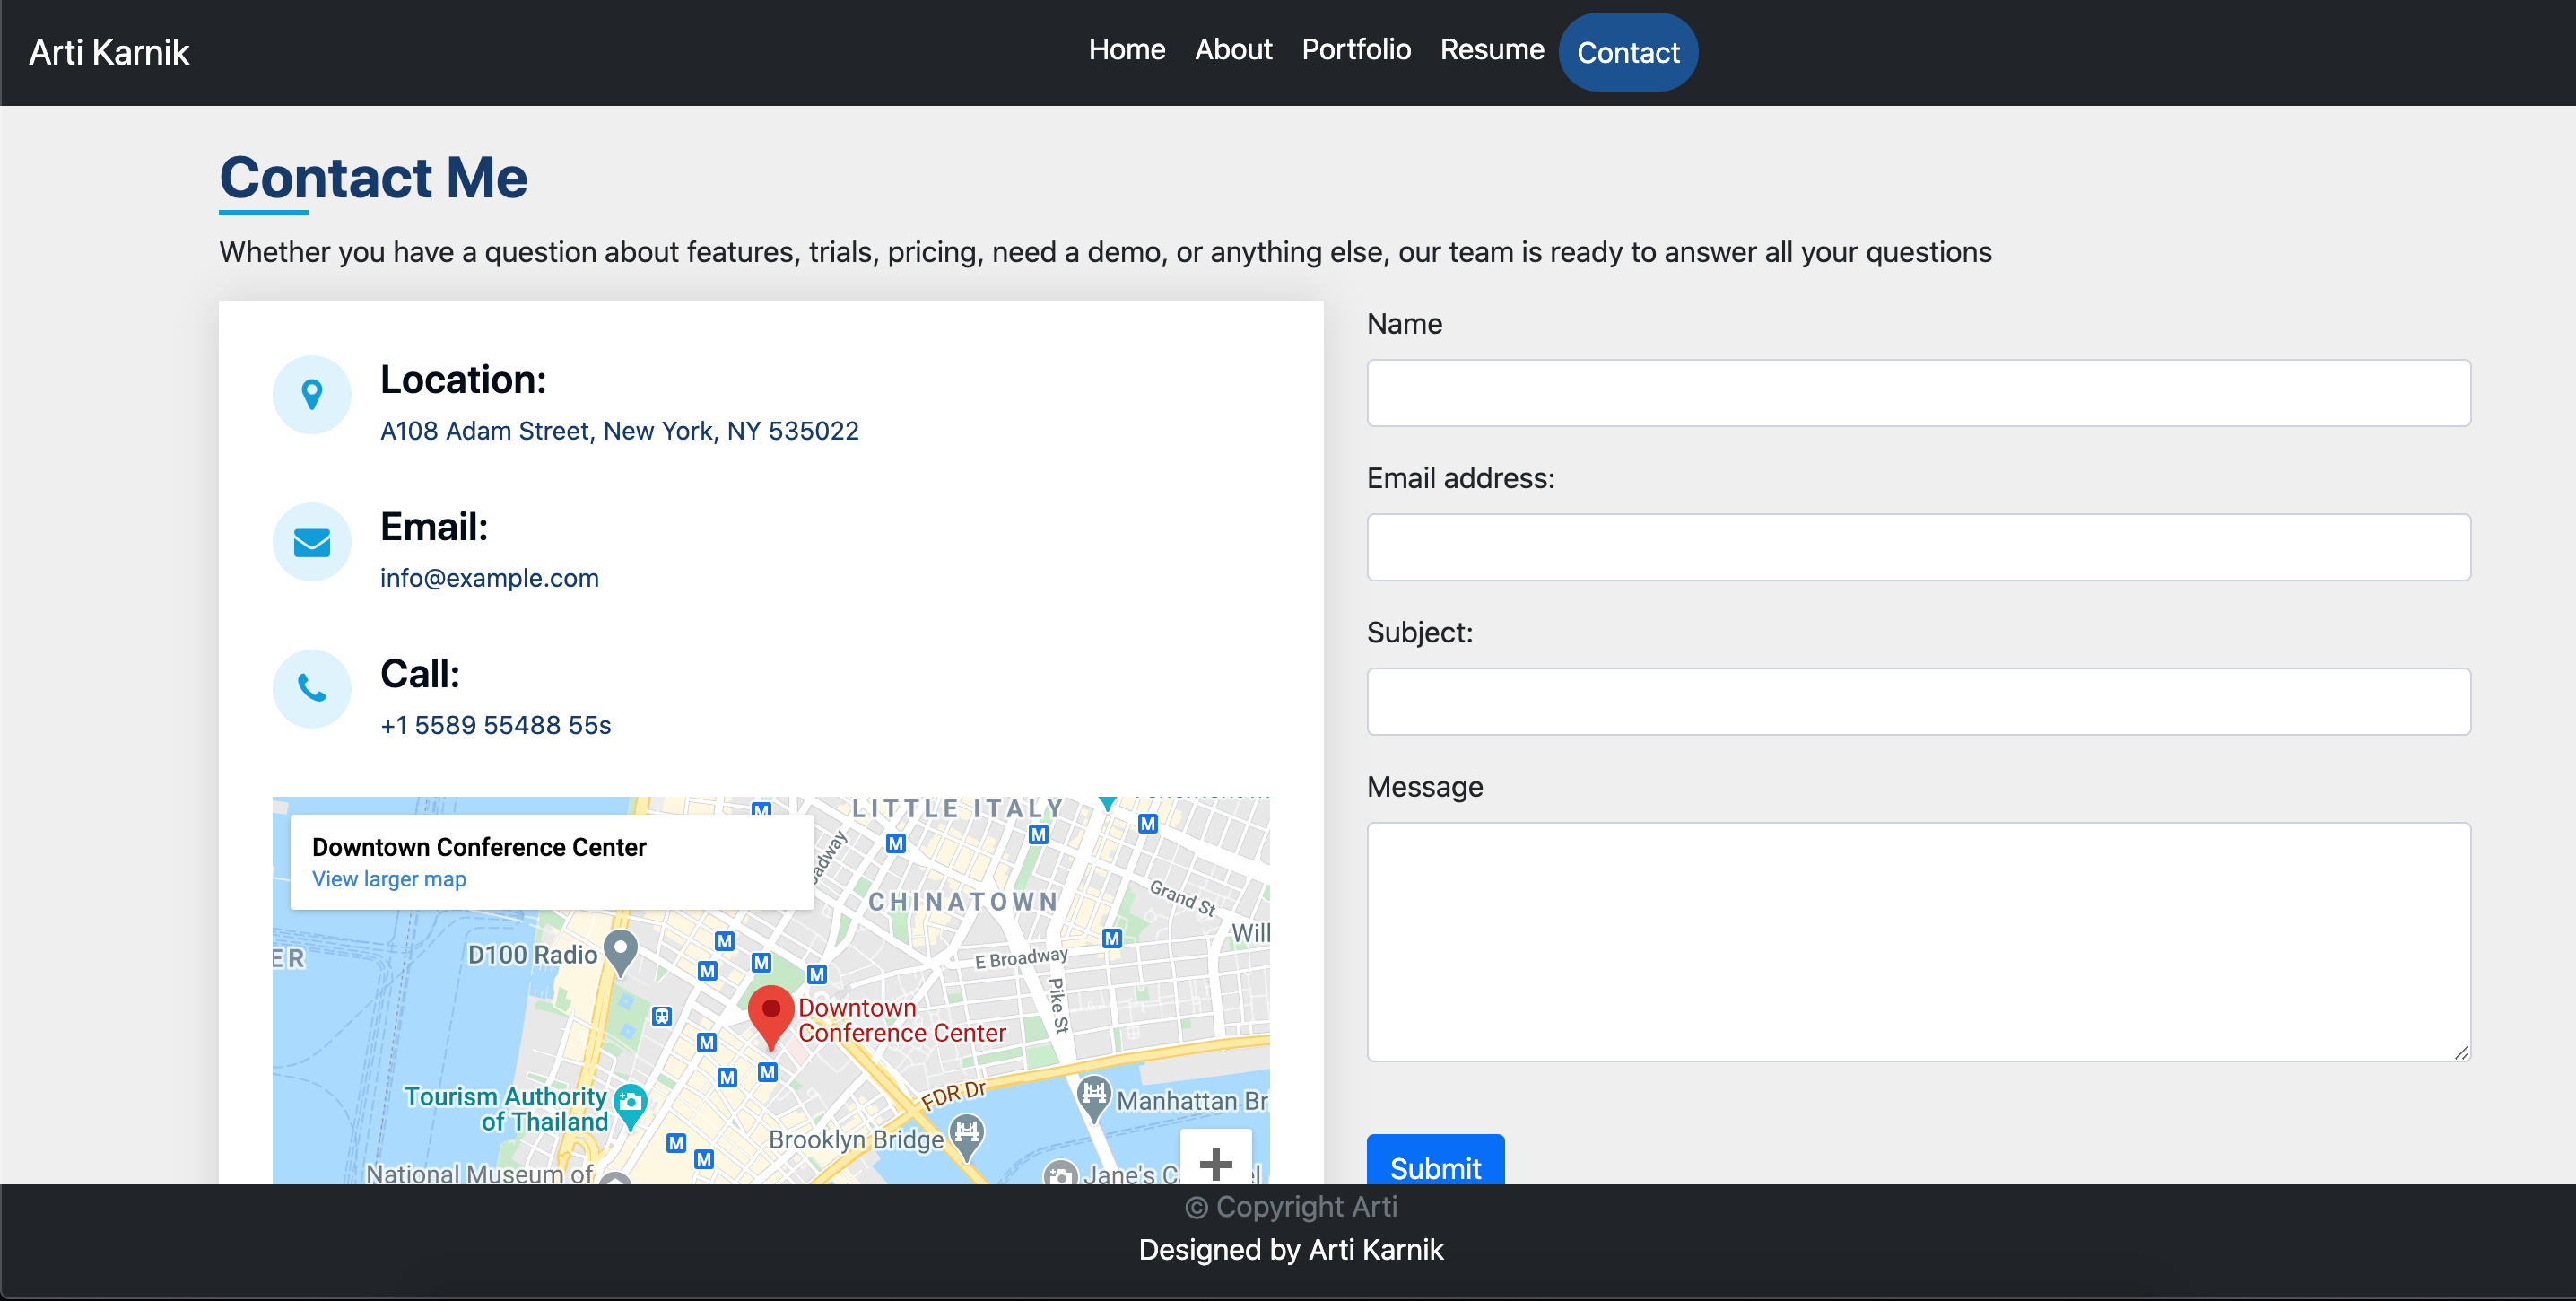 Arti Karnik
Home About Portfolio Resume Contact
Contact Me
Whether you have a question about features, trials, pricing, need a demo, or anything else, our team is ready to answer all your questions
Location:
A108 Adam Street, New York, NY 535022
Email:
info@example.com
Call:
+1 5589 55488 55s
Downtown Conference Center
View larger map
LITTLE ITALY
CHINATOWN
Grand St
Will
ER
D100 Radio
E Broadway
Pike St
Downtown
Conference Center
FDR Dr
Tourism Authority
of Thailand
Manhattan Br
Brooklyn Bridge
National Museum of
Jane's C
Name
Email address:
Subject:
Message
Submit
© Copyright Arti
Designed by Arti Karnik